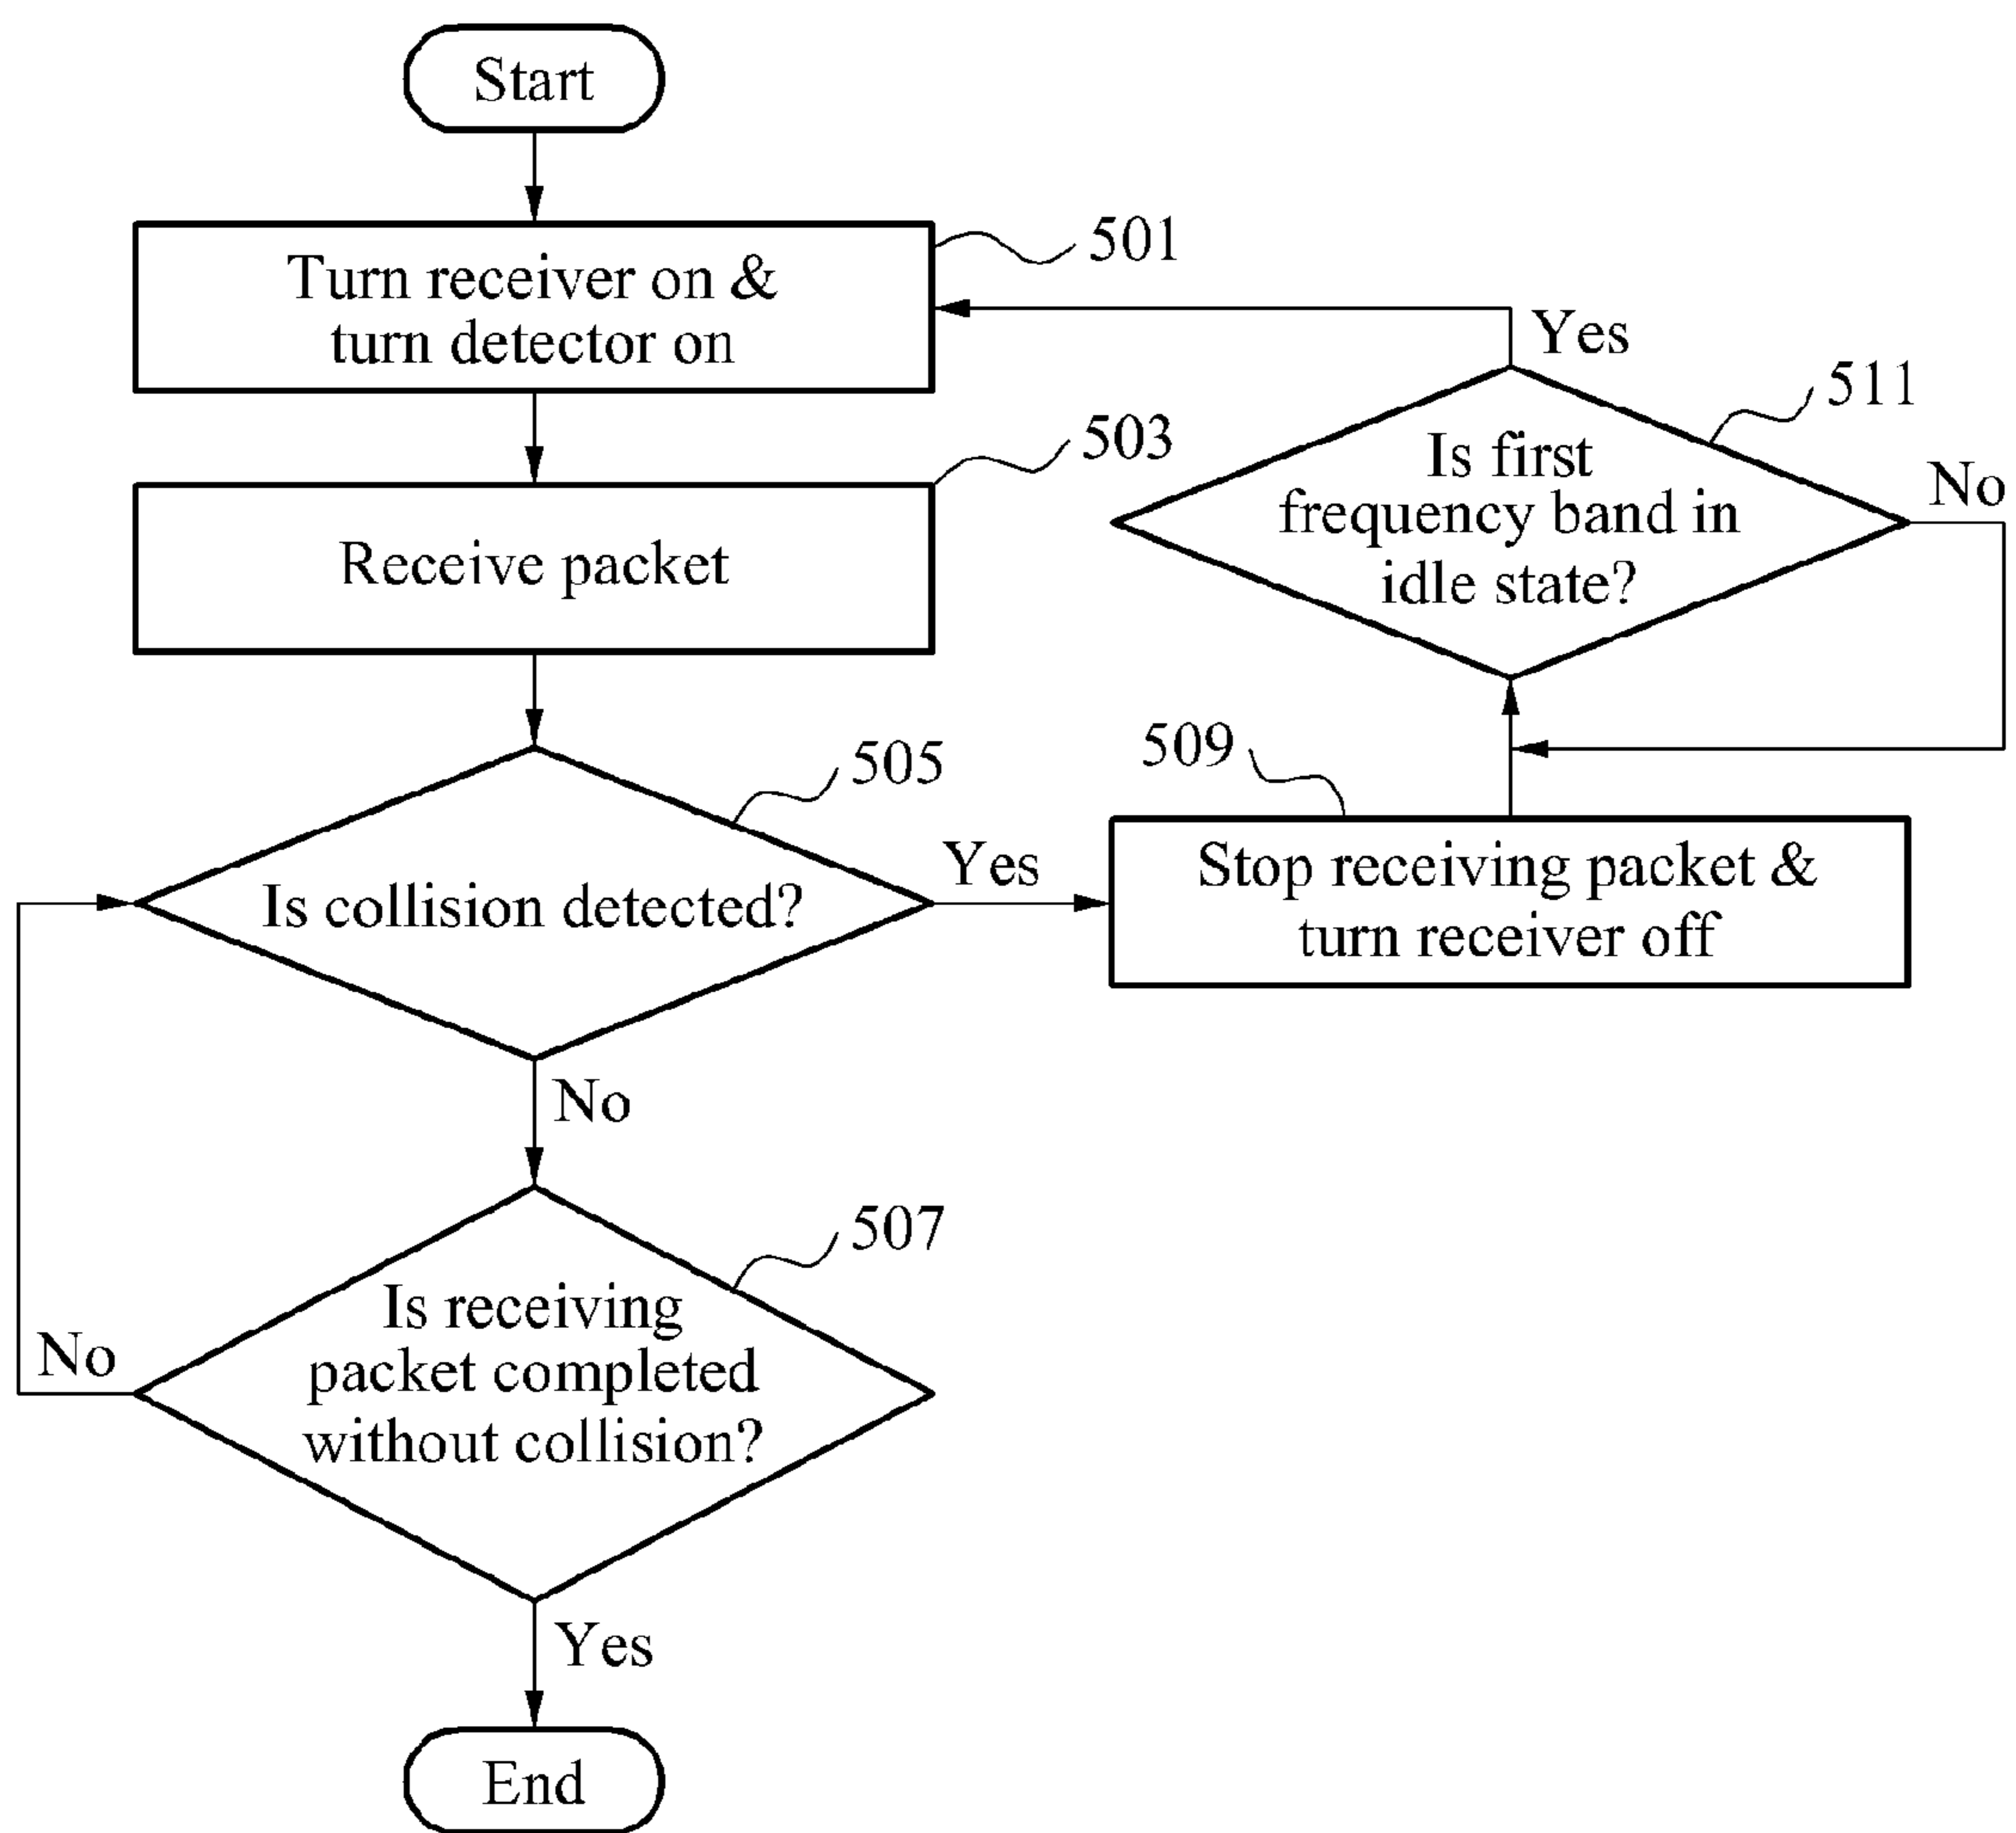 Start
501
Turn receiver on &
turn detector on
Yes
511
503
Is first
frequency band in
idle state?
No
Receive packet
505
509
Is collision detected?
Yes
Stop receiving packet &
turn receiver off
No
507
Is receiving
packet completed
without collision?
No
Yes
End